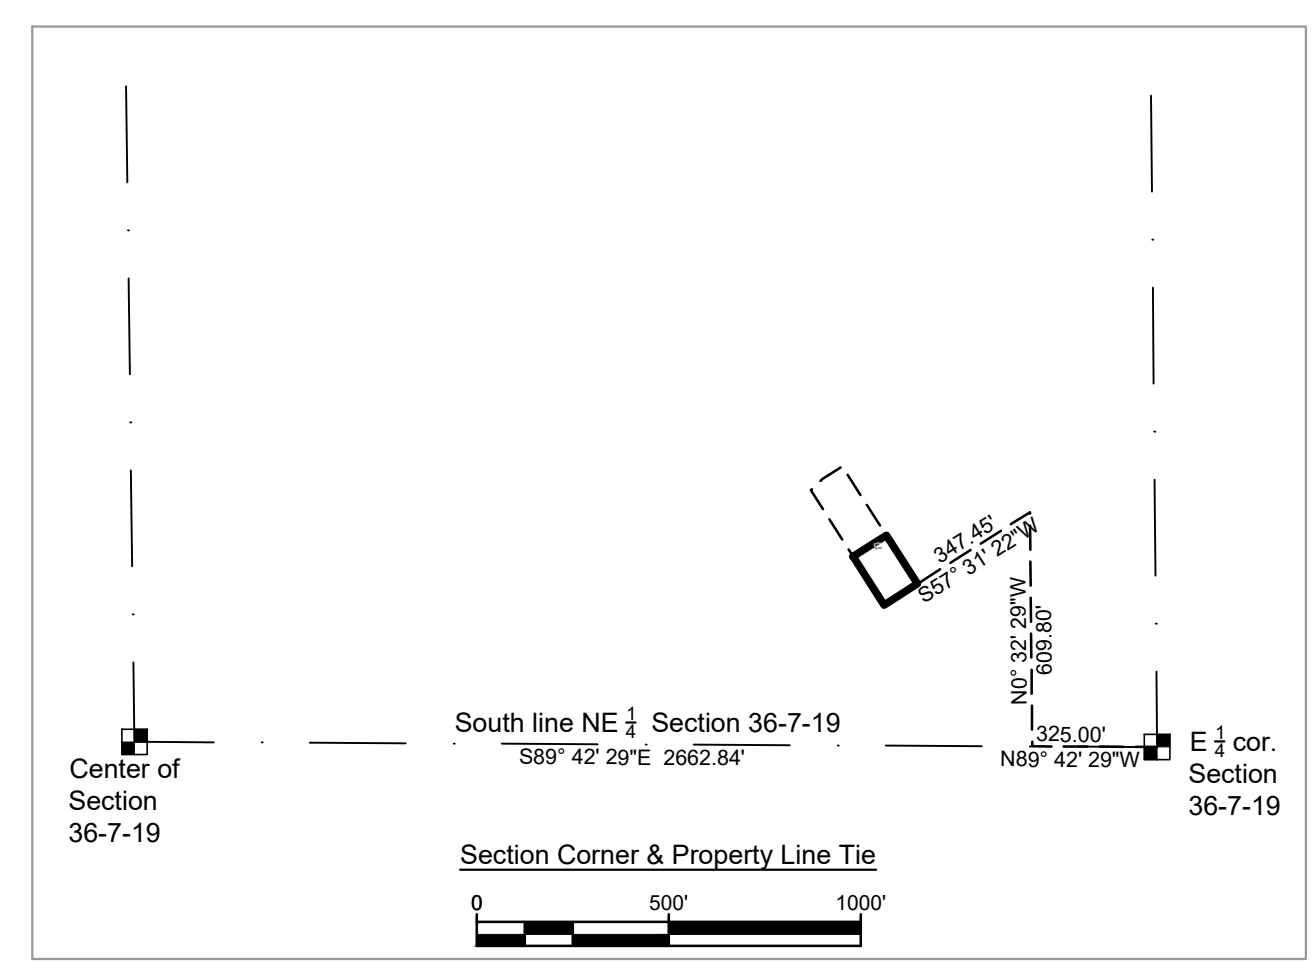 347.45'
S57° 31' 22"W
N0° 32' 29"W
609.80'
South line NE 1/4 Section 36-7-19
S89° 42' 29"E 2662.84'
325.00'
N89° 42' 29"W
Center of
Section
36-7-19
E 1/4 cor.
Section
36-7-19
Section Corner & Property Line Tie
0 500' 1000'